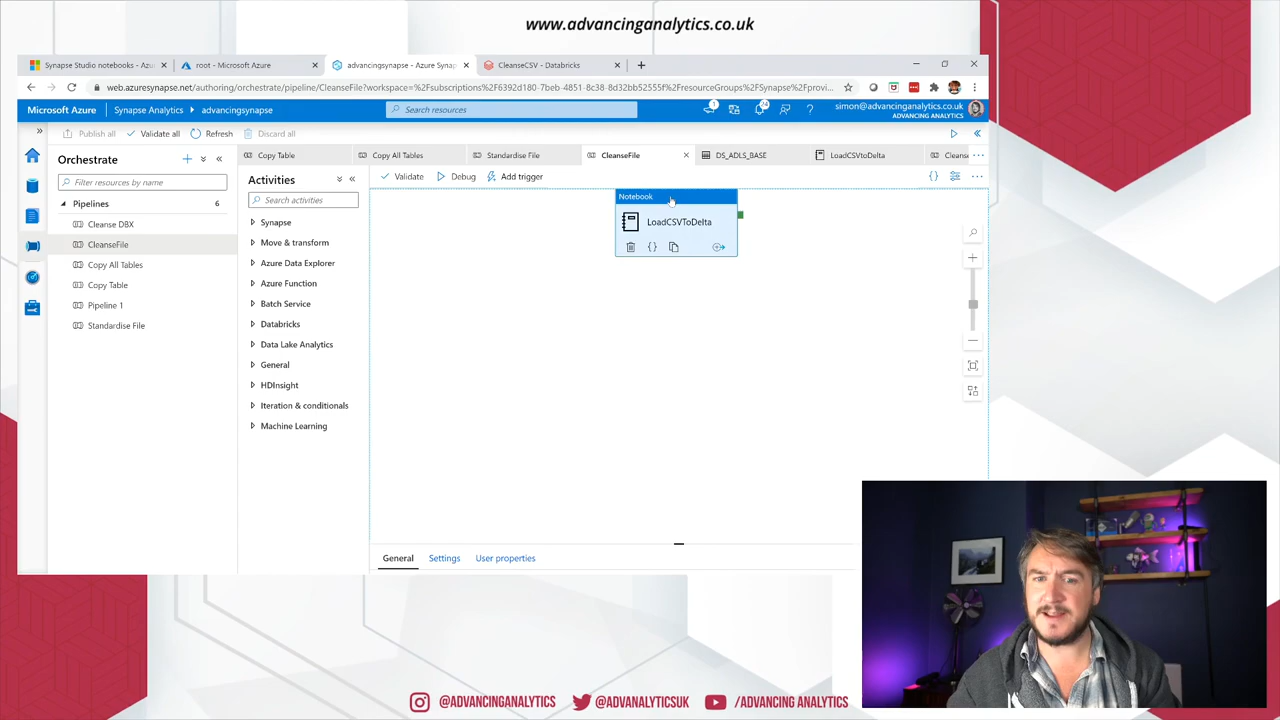 www.advancinganalytics.co.uk
Synapse Studio notebooks - Az
root - Microsoft Azure
advancingsynapse - Azure Synap
CleanseCSV - Databricks
Microsoft Azure
Synapse Analytics
advancingsynapse
Search resources
simon@advancinganalytics.co.uk
ADVANCING ANALYTICS
Publish all
Validate all
Refresh
Discard all
Orchestrate
Filter resources by name
Pipelines
6
Cleanse DBX
CleanseFile
Copy All Tables
Copy Table
Pipeline 1
Standardise File
Copy Table
Copy All Tables
Standardise File
CleanseFile
DS_ADLS_BASE
LoadCSVtoDelta
Cleans
Activities
Search activities
Synapse
Move & transform
Azure Data Explorer
Azure Function
Batch Service
Databricks
Data Lake Analytics
General
HDInsight
Iteration & conditionals
Machine Learning
Validate
Debug
Add trigger
Notebook
LoadCSVToDelta
General
Settings
User properties
@ADVANCINGANALYTICS
@ADVANALYTICSUK
/ADVANCING ANALYTICS